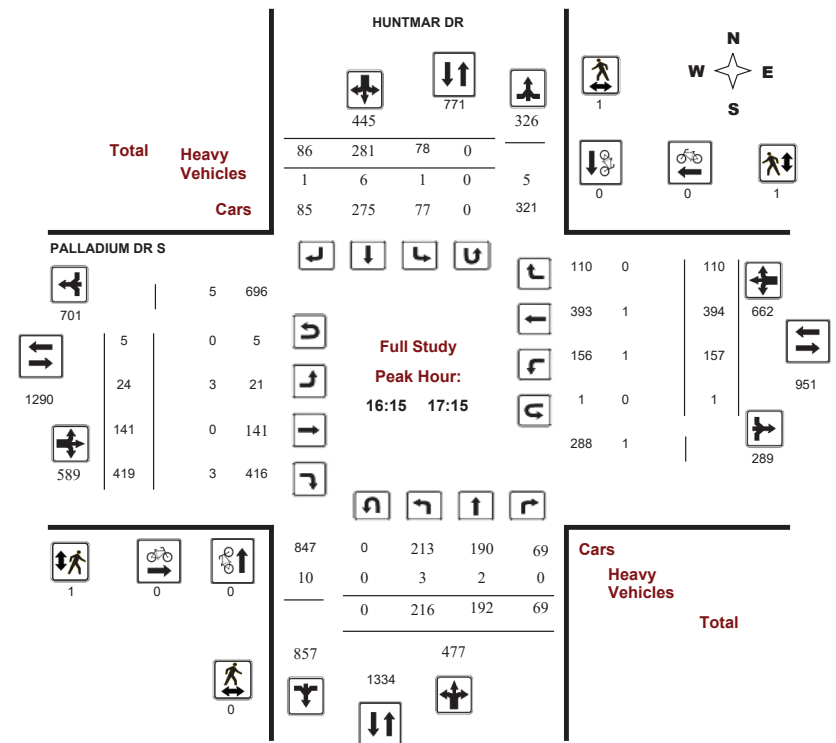 HUNTMAR DR
N
W E
S
1
771
445
326
Total
Heavy
Vehicles
Cars
86 281 78 0
1 6 1 0 5
85 275 77 0 321
0 0 1
PALLADIUM DR S
701
5 696
5 0 5
1290
24 3 21
141 0 141
589
419 3 416
Full Study
Peak Hour:
16:15 17:15
110 0 110
393 1 394
662
156 1 157
951
1 0 1
288 1
289
1 0 0
0
847 0 213 190 69
10 0 3 2 0
0 216 192 69
857
477
1334
Cars
Heavy
Vehicles
Total